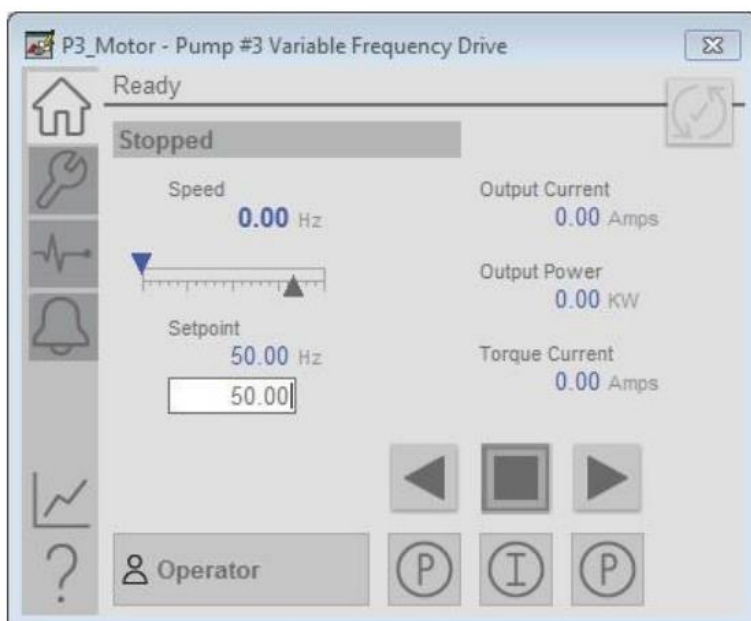 P3_Motor - Pump #3 Variable Frequency Drive
Ready
Stopped
Speed
0.00 Hz
Output Current
0.00 Amps
Output Power
0.00 KW
Setpoint
50.00 Hz
50.00
Torque Current
0.00 Amps
?
Operator
P
I
P